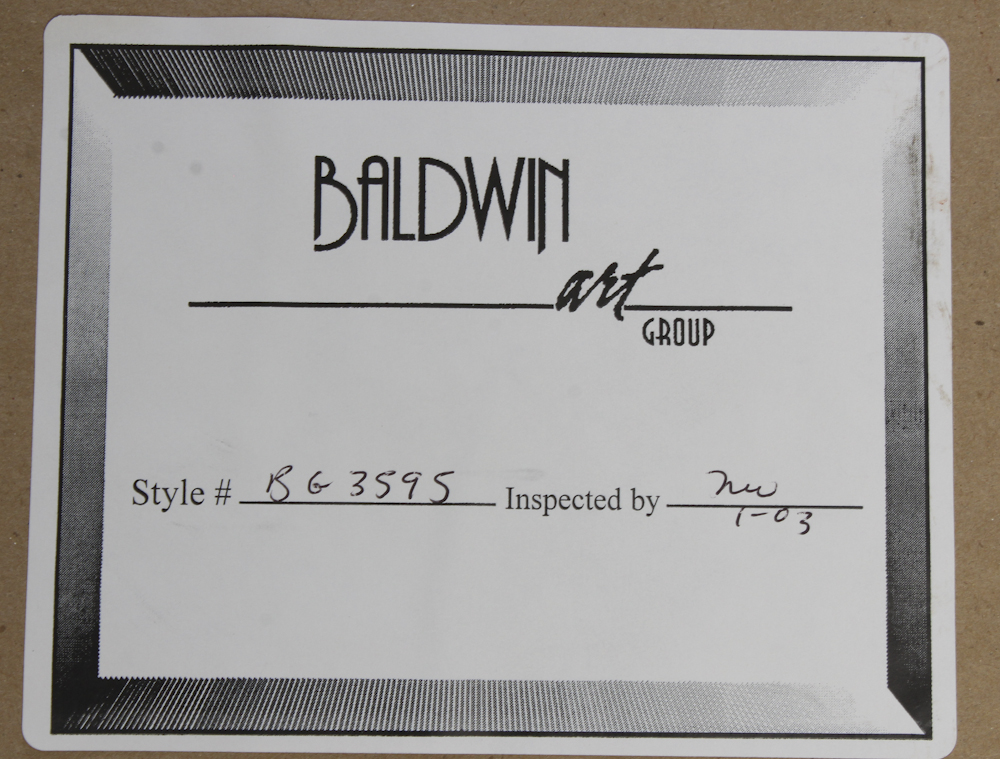 BALDWIN
art
GROUP
Style # BG 3595 Inspected by
1-03